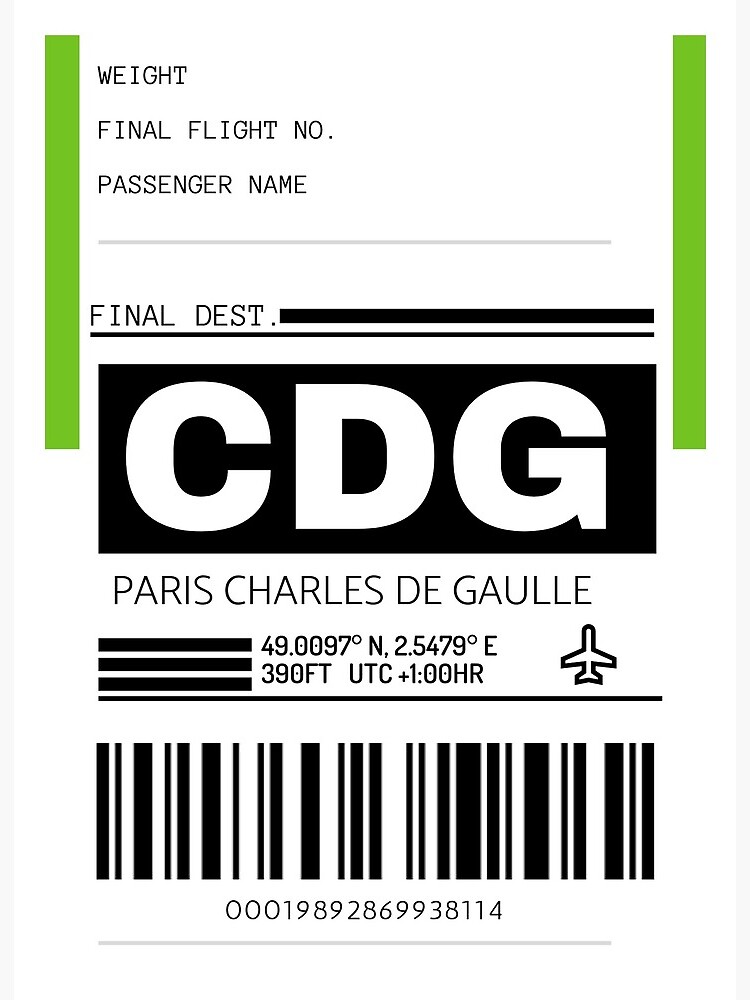 WEIGHT
FINAL FLIGHT NO.
PASSENGER NAME
FINAL DEST.
CDG
PARIS CHARLES DE GAULLE
49.0097° N, 2.5479° E
390FT UTC +1:00HR
00019892869938114